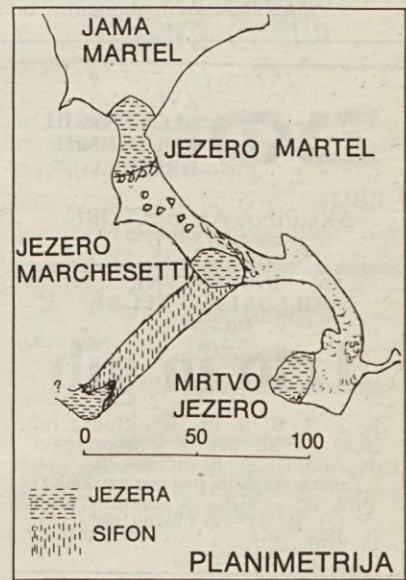 JAMA
MARTEL
JEZERO MARTEL
JEZERO
MARCHESETTI
?
MRTVO
JEZERO
0 50 100
JEZERA
SIFON
PLANIMETRIJA